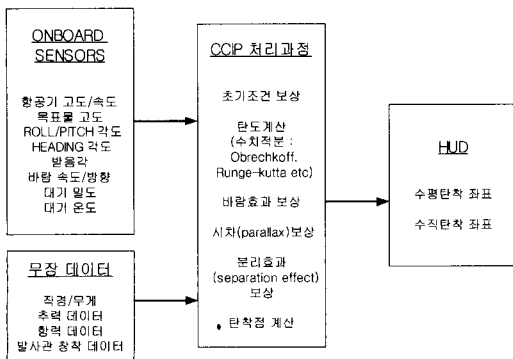 ONBOARD
SENSORS
항공기 고도/속도
목표물 고도
ROLL/PITCH 각도
HEADING 각도
받음각
바람 속도/방향
대기 밀도
대기 온도
무장 데이터
직경/무게
추력 데이터
항력 데이터
발사관 장착 데이터
CCIP 처리과정
초기조건 보상
탄도계산
(수치적분 :
Obrechkoff,
Runge-kutta etc)
바람효과 보상
시차(parallax)보상
분리효과
(separation effect)
보상
탄착점 계산
HUD
수평탄착 좌표
수직탄착 좌표